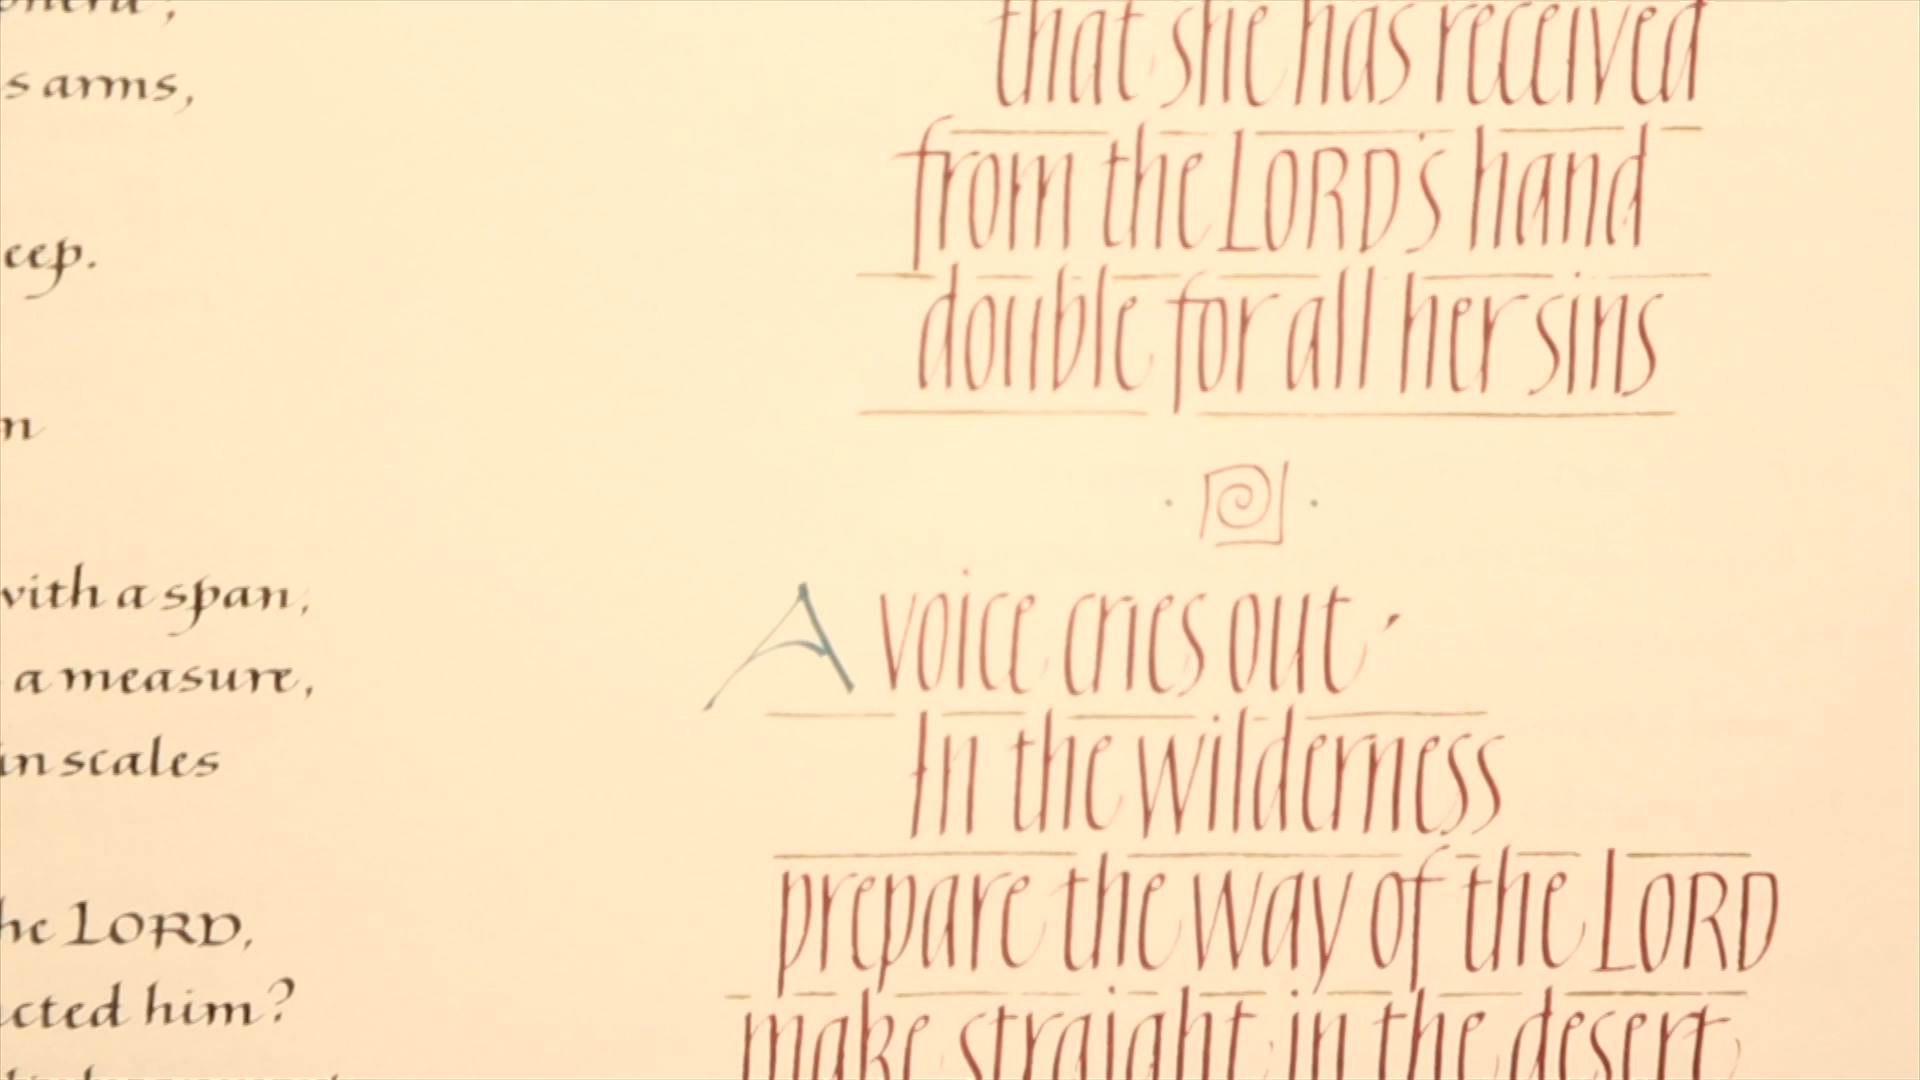 s arms,
eep.
n
with a span,
a measure,
in scales
he LORD,
cted him?
that she has received
from the LORD's hand
double for all her sins
A voice cries out
In the wilderness
prepare the way of the LORD
make straight in the desert